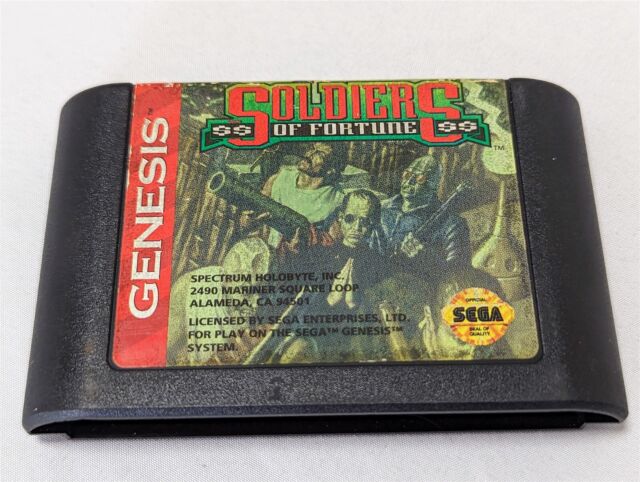 SOLDIERS
$$ OF FORTUNE $$
TM
GENESIS
SPECTRUM HOLOBYTE, INC.
2490 MARINER SQUARE LOOP
ALAMEDA, CA 94501
LICENSED BY SEGA ENTERPRISES, LTD.
FOR PLAY ON THE SEGA™ GENESIS™
SYSTEM.
OFFICIAL
SEGA
SEAL OF
QUALITY